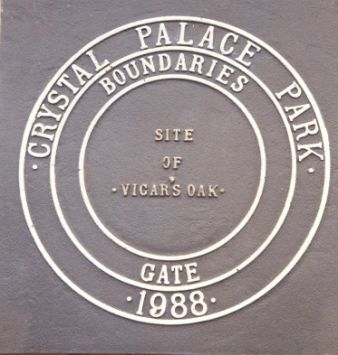 · CRYSTAL PALACE PARK ·
BOUNDARIES
SITE
OF
· VICAR'S OAK ·
GATE
· 1988 ·